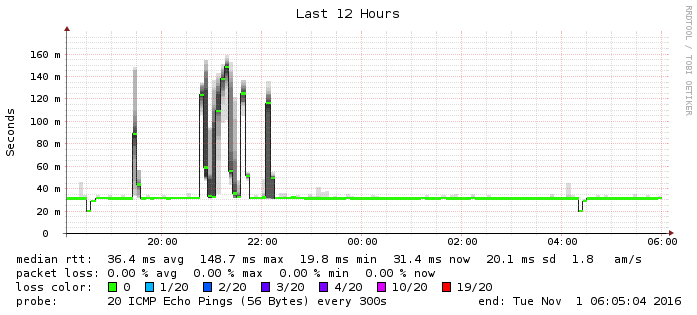 Last 12 Hours
RRDTOOL / TOBI OETIKER
Seconds
160 m
140 m
120 m
100 m
80 m
60 m
40 m
20 m
0
20:00 22:00 00:00 02:00 04:00 06:00
median rtt: 36.4 ms avg 148.7 ms max 19.8 ms min 31.4 ms now 20.1 ms sd 1.8 am/s
packet loss: 0.00 % avg 0.00 % max 0.00 % min 0.00 % now
loss color: 0 1/20 2/20 3/20 4/20 10/20 19/20
probe: 20 ICMP Echo Pings (56 Bytes) every 300s end: Tue Nov 1 06:05:04 2016